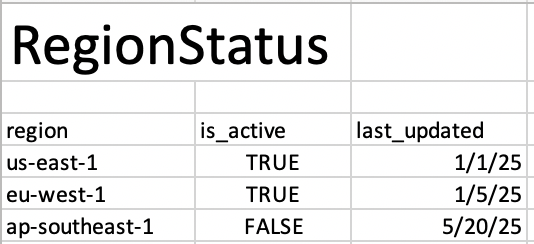 RegionStatus
region is_active last_updated
us-east-1 TRUE 1/1/25
eu-west-1 TRUE 1/5/25
ap-southeast-1 FALSE 5/20/25